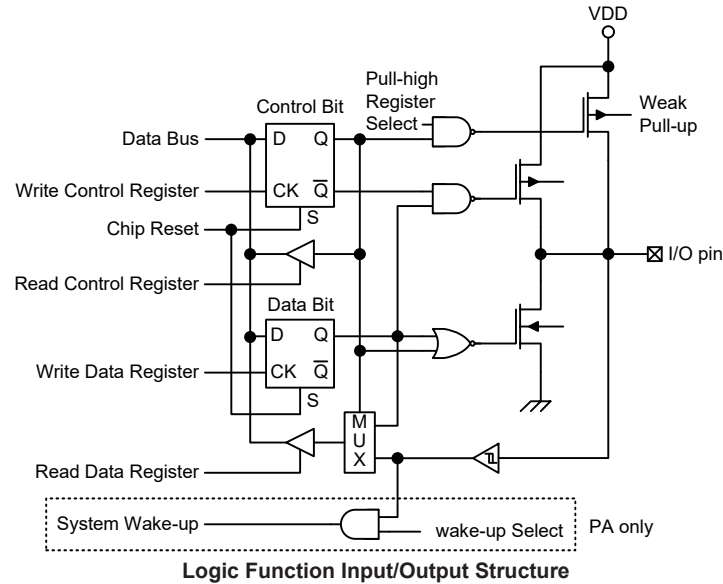 VDD
Pull-high
Register
Select
Weak
Pull-up
Control Bit
Data Bus
D
Q
Write Control Register
CK
Q
S
Chip Reset
I/O pin
Read Control Register
Data Bit
D
Q
Write Data Register
CK
Q
S
M
U
X
Read Data Register
System Wake-up
wake-up Select
PA only
Logic Function Input/Output Structure